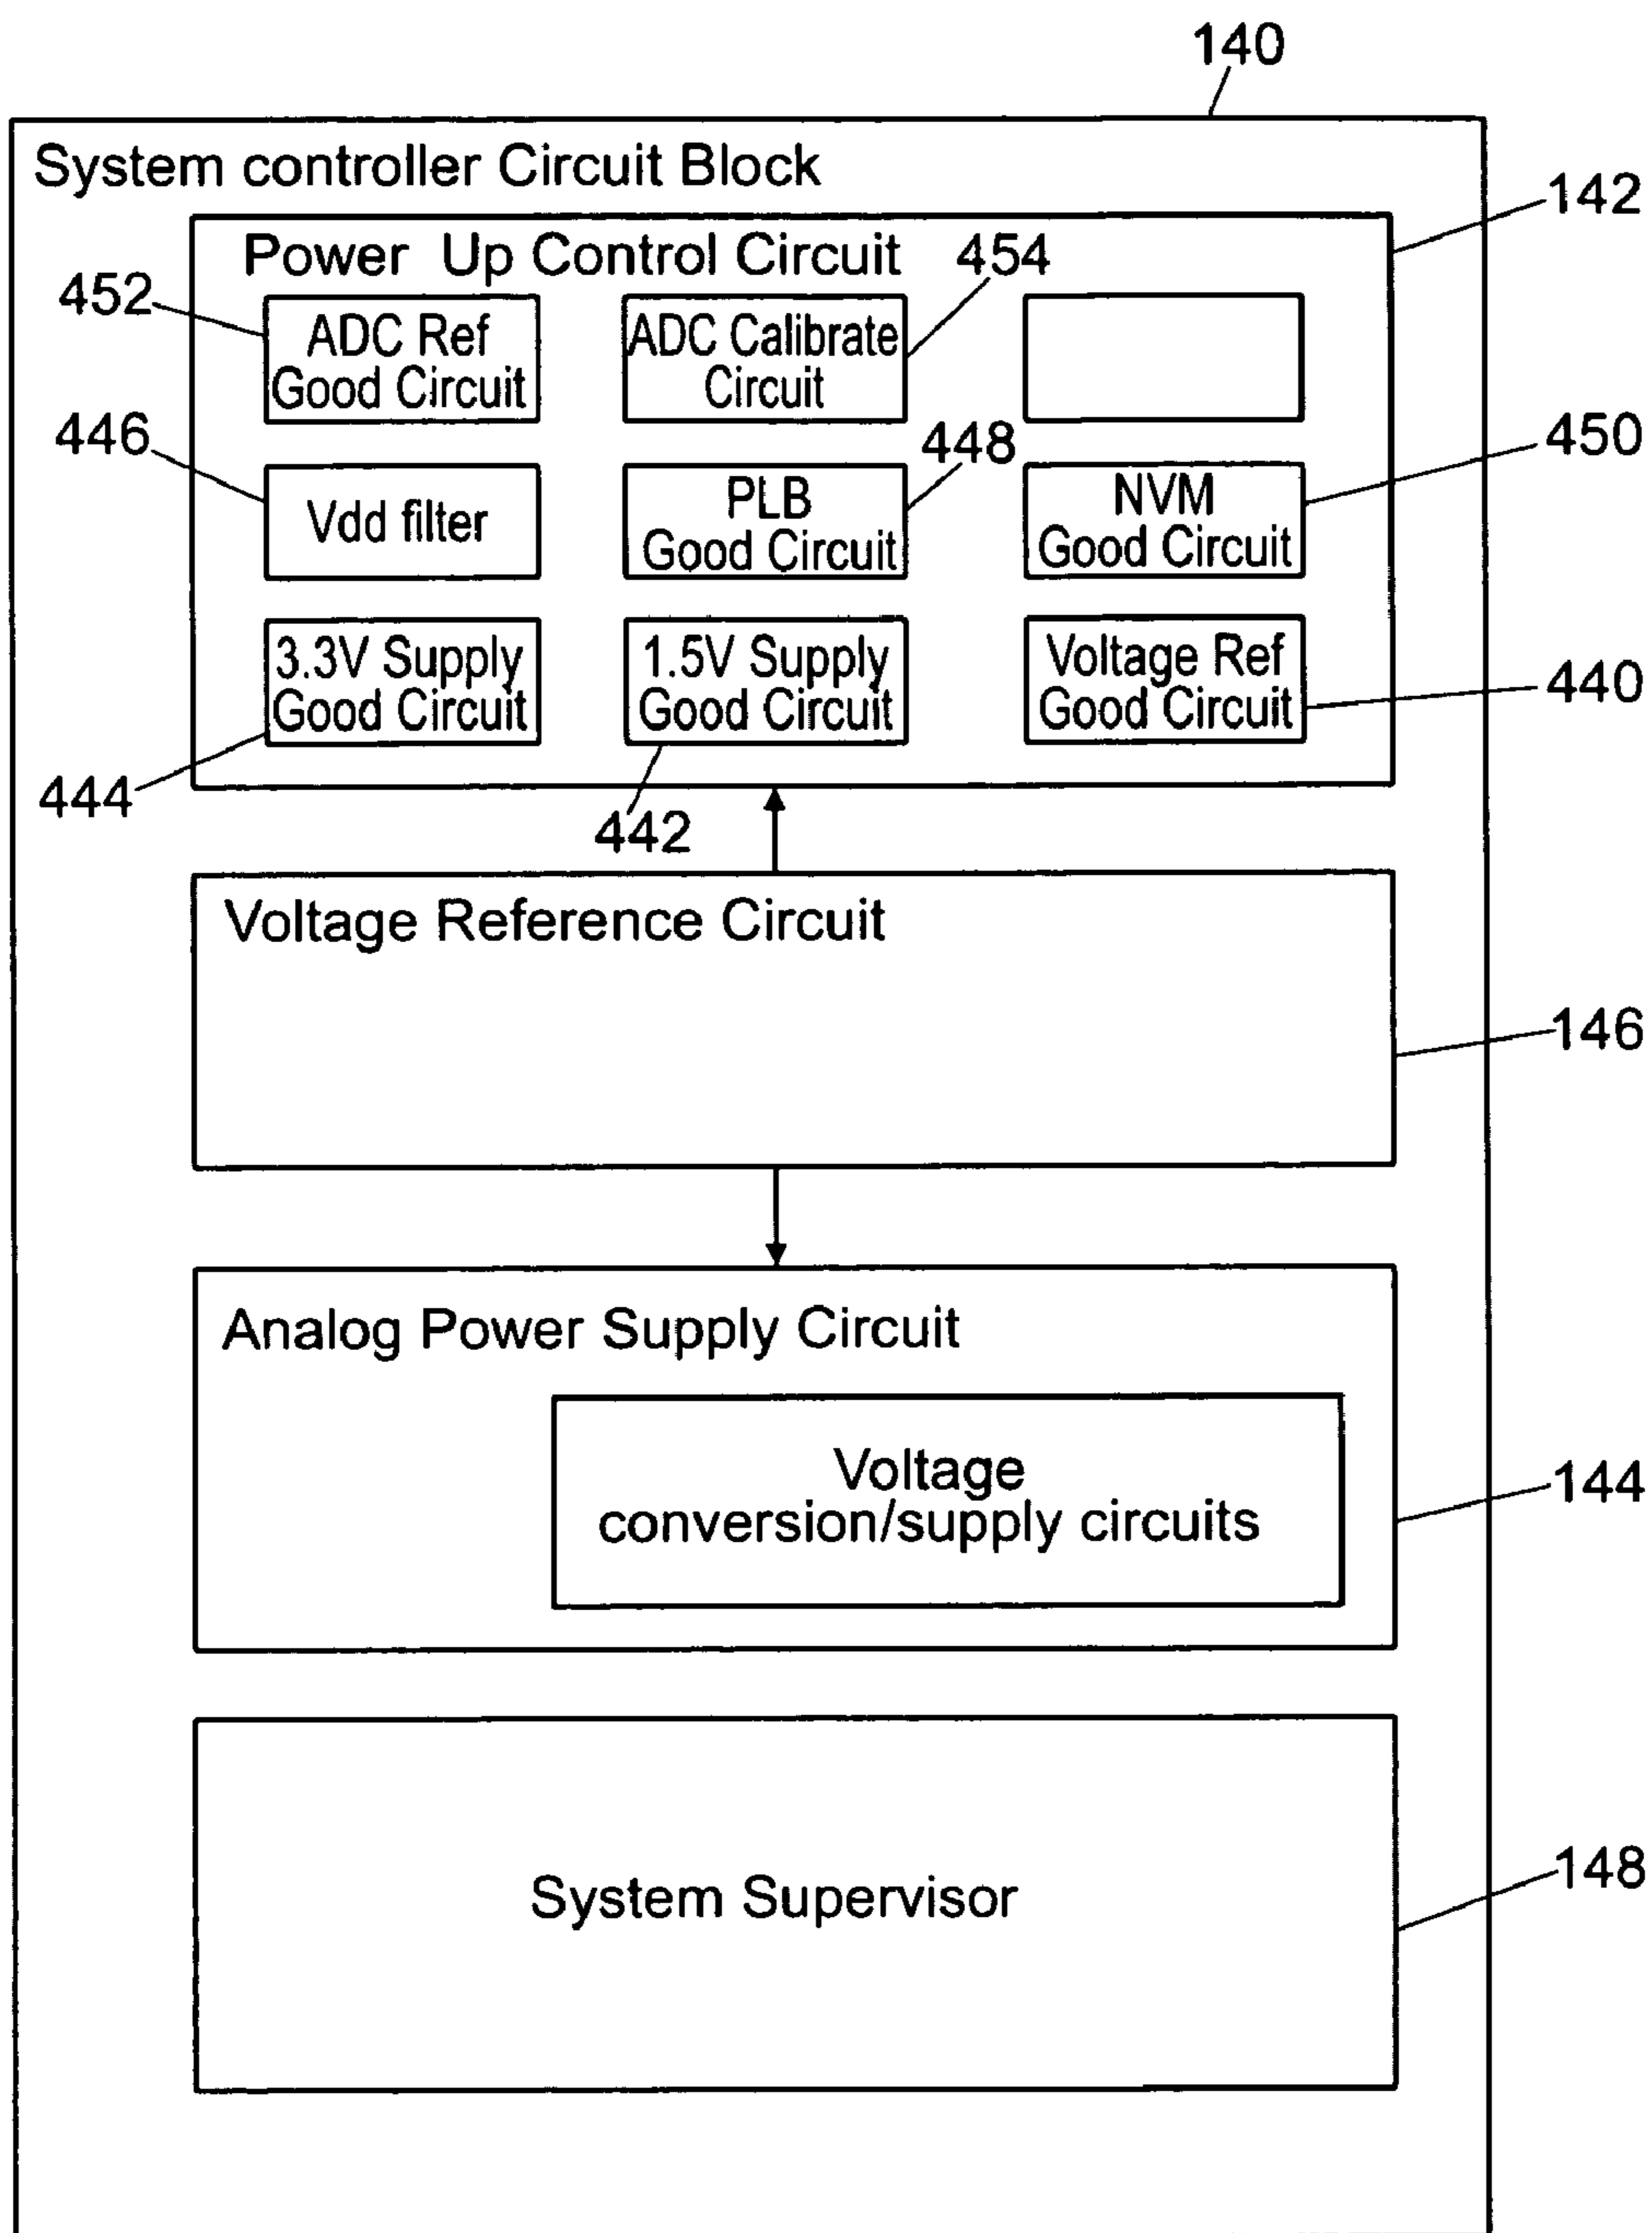 140
System controller Circuit Block
142
Power Up Control Circuit
454
452
ADC Ref
Good Circuit
ADC Calibrate
Circuit
446
448
450
Vdd filter
PLB
Good Circuit
NVM
Good Circuit
3.3V Supply
Good Circuit
1.5V Supply
Good Circuit
Voltage Ref
Good Circuit
440
444
442
Voltage Reference Circuit
146
Analog Power Supply Circuit
Voltage
conversion/supply circuits
144
System Supervisor
148